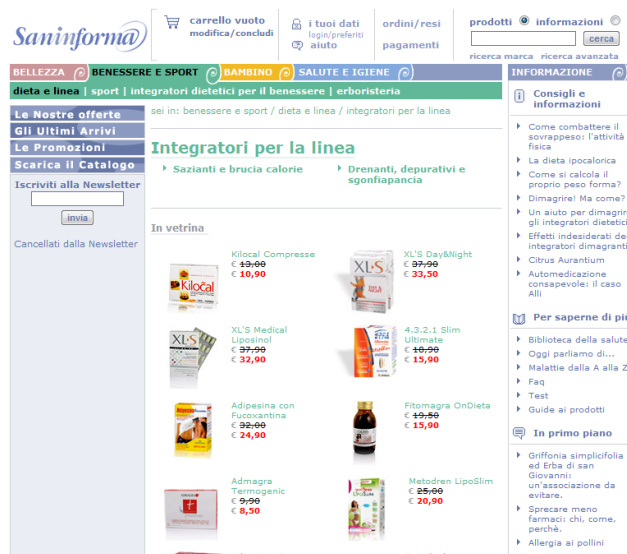 Saninforma
carrello vuoto
modifica/concludi
i tuoi dati
login/preferiti
aiuto
ordini/resi
pagamenti
prodotti informazioni
cerca
ricerca marca ricerca avanzata
BELLEZZA BENESSERE E SPORT BAMBINO SALUTE E IGIENE INFORMAZIONE
dieta e linea | sport | integratori dietetici per il benessere | erboristeria
Le Nostre offerte
Gli Ultimi Arrivi
Le Promozioni
Scarica il Catalogo
Iscriviti alla Newsletter
invia
Cancellati dalla Newsletter
sei in: benessere e sport / dieta e linea / integratori per la linea
Integratori per la linea
Sazianti e brucia calorie
Drenanti, depurativi e
sgonfiapancia
In vetrina
Kilocal
Kilocal Compresse
€ 13,00
€ 10,90
XL·S
XL'S Day&Night
€ 37,90
€ 33,50
XL·S
XL'S Medical
Liposinol
€ 37,90
€ 32,90
4.3.2.1 Slim
Ultimate
€ 18,90
€ 15,90
Adipesina con
Fucoxantina
€ 32,00
€ 24,90
Fitomagra OnDieta
€ 19,50
€ 15,90
Admagra
Termogenic
€ 9,90
€ 8,50
Metodren LipoSlim
€ 25,00
€ 20,90
Consigli e
informazioni
Come combattere il
sovrappeso: l'attività
fisica
La dieta ipocalorica
Come si calcola il
proprio peso forma?
Dimagrire! Ma come?
Un aiuto per dimagrire
gli integratori dietetici
Effetti indesiderati de
integratori dimagranti
Citrus Aurantium
Automedicazione
consapevole: il caso
Alli
Per saperne di più
Biblioteca della salute
Oggi parliamo di...
Malattie dalla A alla Z
Faq
Test
Guide ai prodotti
In primo piano
Griffonia simplicifolia
ed Erba di san
Giovanni:
un'associazione da
evitare.
Sprecare meno
farmaci: chi, come,
perchè.
Allergia ai pollini